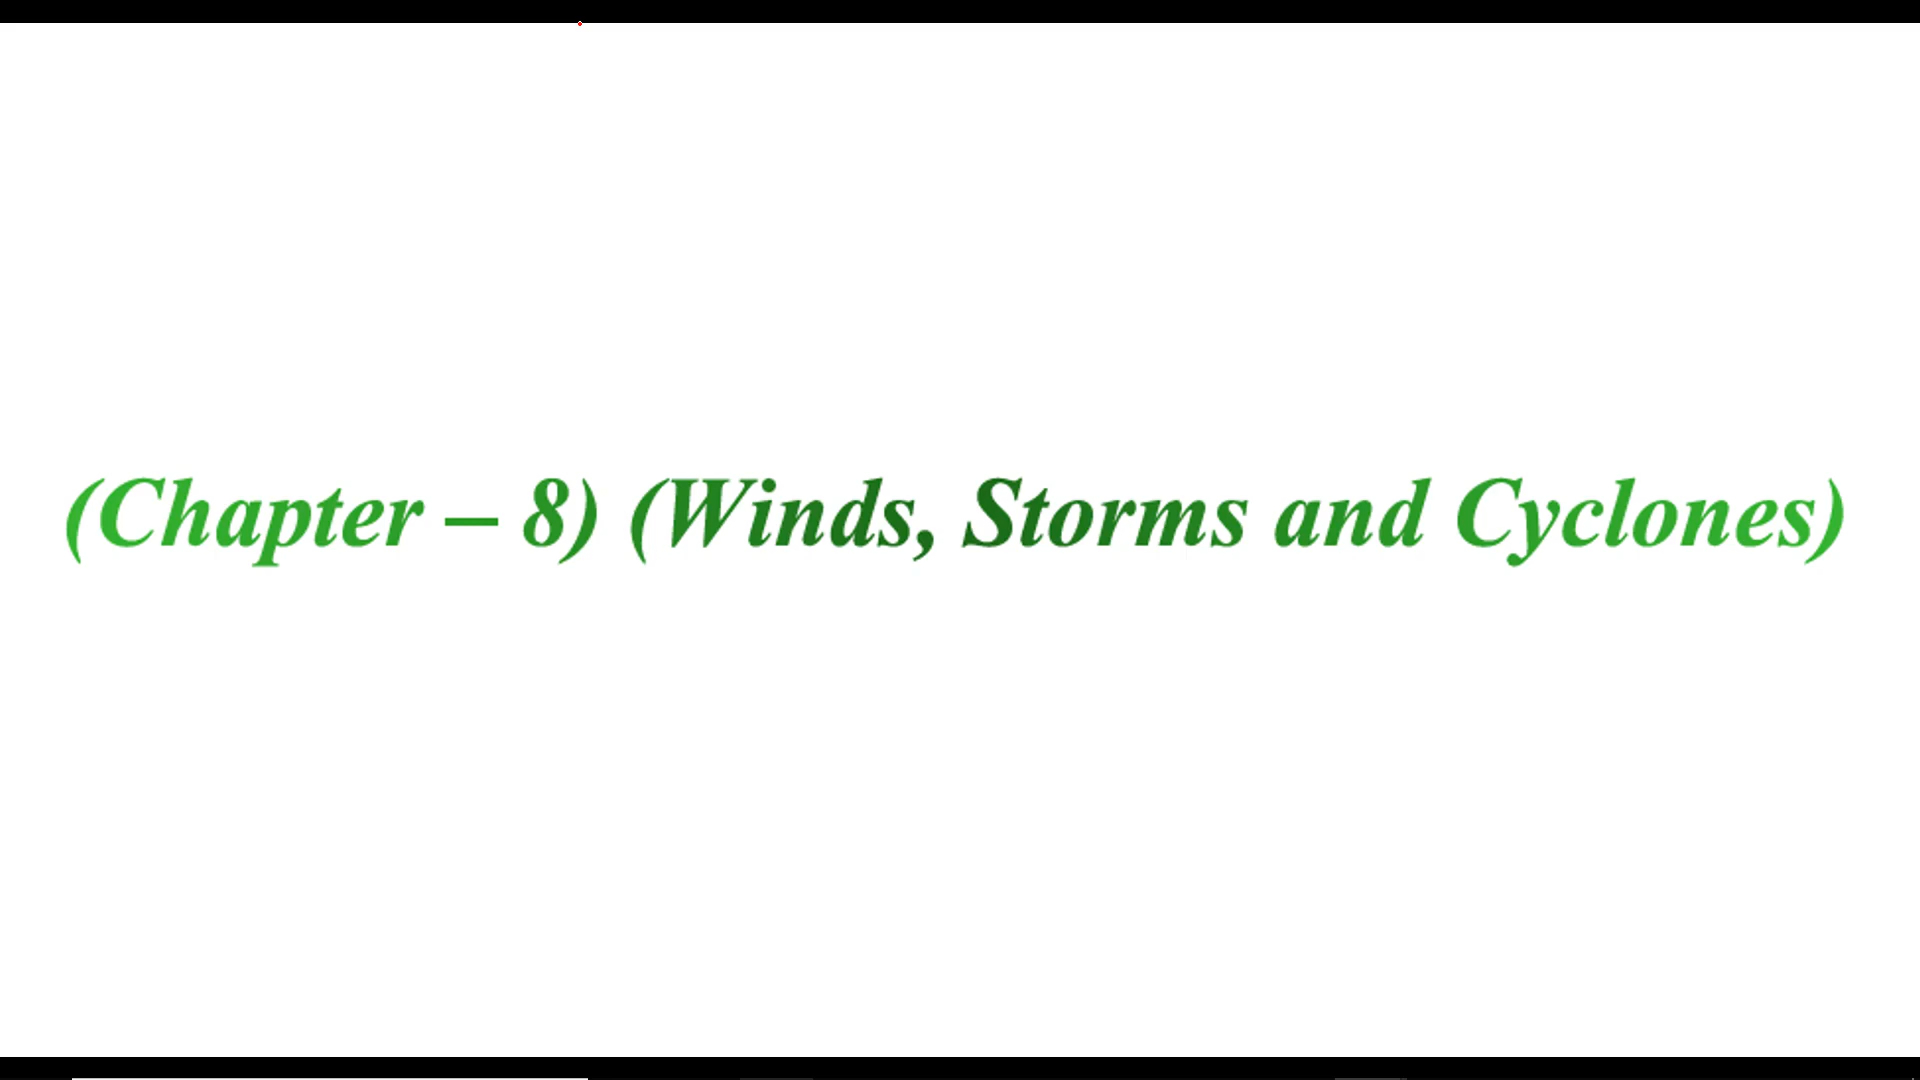 (Chapter – 8) (Winds, Storms and Cyclones)